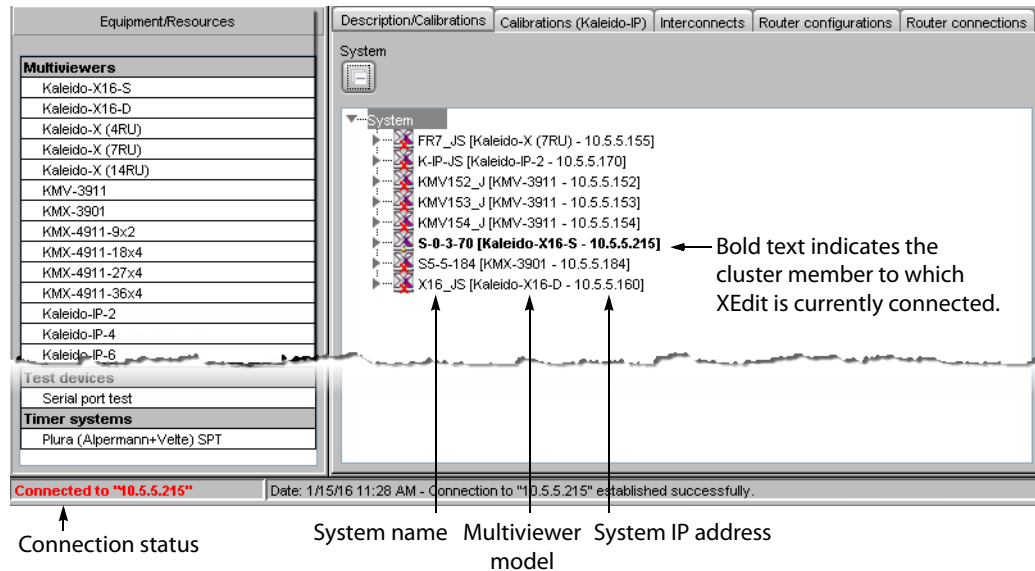 Equipment/Resources
Multiviewers
Kaleido-X16-S
Kaleido-X16-D
Kaleido-X (4RU)
Kaleido-X (7RU)
Kaleido-X (14RU)
KMV-3911
KMX-3901
KMX-4911-9x2
KMX-4911-18x4
KMX-4911-27x4
KMX-4911-36x4
Kaleido-IP-2
Kaleido-IP-4
Kaleido-IP-6
Test devices
Serial port test
Timer systems
Plura (Alpermann+Velte) SPT
Description/Calibrations Calibrations (Kaleido-IP) Interconnects Router configurations Router connections
System
System
FR7_JS [Kaleido-X (7RU) - 10.5.5.155]
K-IP-JS [Kaleido-IP-2 - 10.5.5.170]
KMV152_J [KMV-3911 - 10.5.5.152]
KMV153_J [KMV-3911 - 10.5.5.153]
KMV154_J [KMV-3911 - 10.5.5.154]
S-0-3-70 [Kaleido-X16-S - 10.5.5.215]
S5-5-184 [KMX-3901 - 10.5.5.184]
X16_JS [Kaleido-X16-D - 10.5.5.160]
Bold text indicates the
cluster member to which
XEdit is currently connected.
Connected to "10.5.5.215" Date: 1/15/16 11:28 AM - Connection to "10.5.5.215" established successfully.
Connection status
System name
Multiviewer
model
System IP address